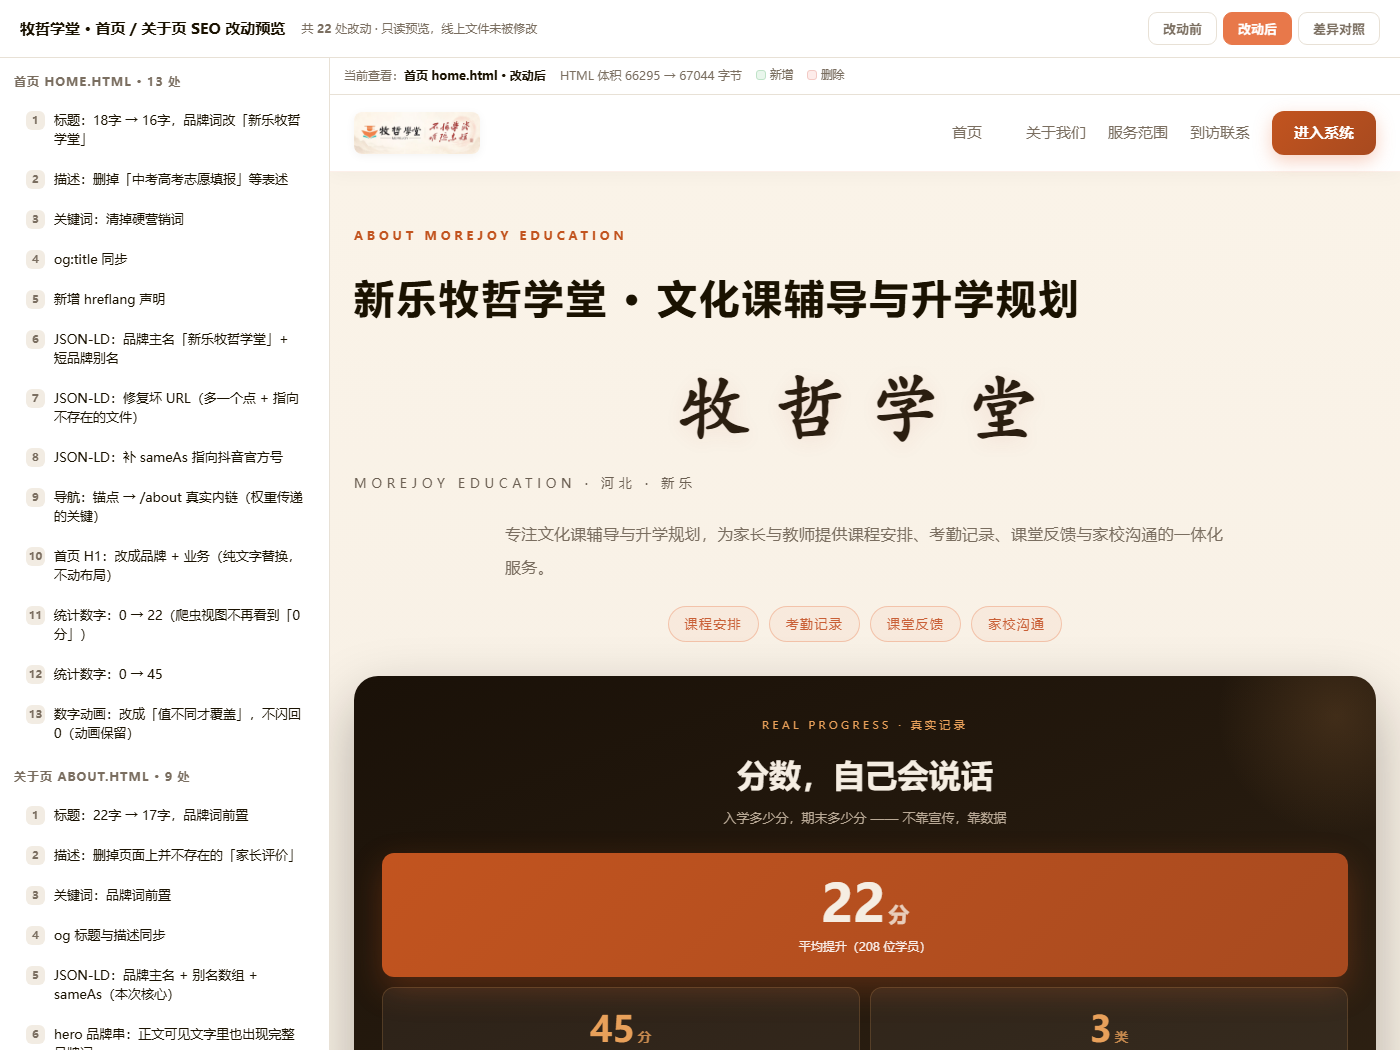 牧哲学堂 • 首页 / 关于页 SEO 改动预览
共 22 处改动 · 只读预览，线上文件未被修改
改动前
改动后
差异对照
首页 HOME.HTML • 13 处
1 标题：18字 → 16字，品牌词改「新乐牧哲
学堂」
2 描述：删掉「中考高考志愿填报」等表述
3 关键词：清掉硬营销词
4 og:title 同步
5 新增 hreflang 声明
6 JSON-LD：品牌主名「新乐牧哲学堂」+
短品牌别名
7 JSON-LD：修复坏 URL（多一个点 + 指向
不存在的文件）
8 JSON-LD：补 sameAs 指向抖音官方号
9 导航：锚点 → /about 真实内链（权重传递
的关键）
10 首页 H1：改成品牌 + 业务（纯文字替换，
不动布局）
11 统计数字：0 → 22（爬虫视图不再看到「0
分」）
12 统计数字：0 → 45
13 数字动画：改成「值不同才覆盖」，不闪回
0（动画保留）
关于页 ABOUT.HTML • 9 处
1 标题：22字 → 17字，品牌词前置
2 描述：删掉页面上并不存在的「家长评价」
3 关键词：品牌词前置
4 og 标题与描述同步
5 JSON-LD：品牌主名 + 别名数组 +
sameAs（本次核心）
6 hero 品牌串：正文可见文字里也出现完整
当前查看：首页 home.html • 改动后 HTML 体积 66295 → 67044 字节 新增 删除
牧哲学堂
首页
关于我们
服务范围
到访联系
进入系统
ABOUT MOREJOY EDUCATION
新乐牧哲学堂 • 文化课辅导与升学规划
牧哲学堂
MOREJOY EDUCATION · 河北 · 新乐
专注文化课辅导与升学规划，为家长与教师提供课程安排、考勤记录、课堂反馈与家校沟通的一体化
服务。
课程安排
考勤记录
课堂反馈
家校沟通
REAL PROGRESS · 真实记录
分数，自己会说话
入学多少分，期末多少分 —— 不靠宣传，靠数据
22分
平均提升（208 位学员）
45分
3类